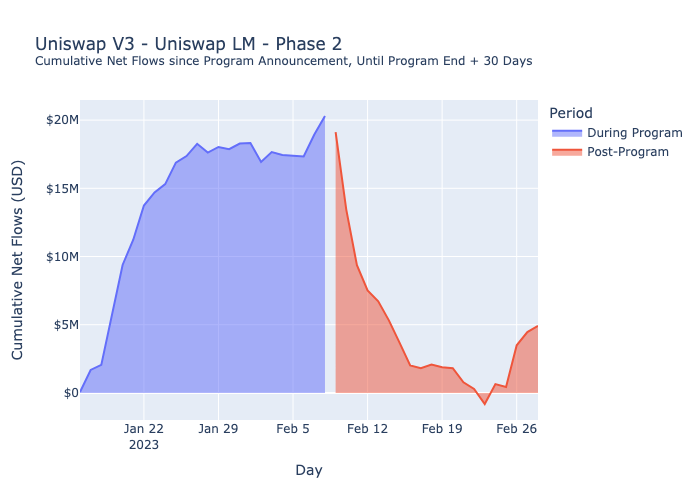 Uniswap V3 - Uniswap LM - Phase 2
Cumulative Net Flows since Program Announcement, Until Program End + 30 Days
Period
During Program
Post-Program
Cumulative Net Flows (USD)
$20M
$15M
$10M
$5M
$0
Jan 22
2023
Jan 29
Feb 5
Feb 12
Feb 19
Feb 26
Day